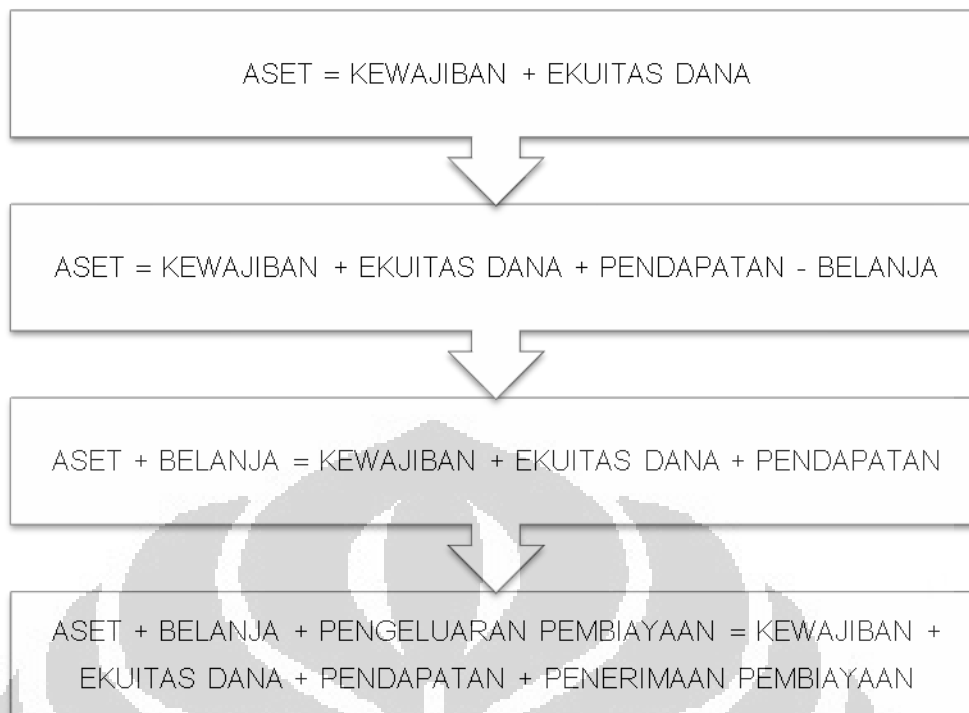 ASET = KEWAJIBAN + EKUITAS DANA
ASET = KEWAJIBAN + EKUITAS DANA + PENDAPATAN - BELANJA
ASET + BELANJA = KEWAJIBAN + EKUITAS DANA + PENDAPATAN
ASET + BELANJA + PENGELUARAN PEMBIAYAAN = KEWAJIBAN +
EKUITAS DANA + PENDAPATAN + PENERIMAAN PEMBIAYAAN